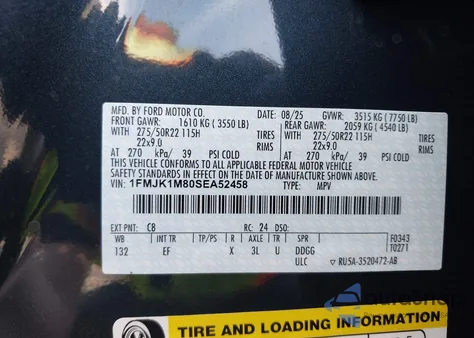 MFD. BY FORD MOTOR CO. 08/25 GVWR: 3515 KG (7750 LB)
FRONT GAWR: 1610 KG (3550 LB) REAR GAWR: 2059 KG (4540 LB)
WITH 275/50R22 115H TIRES WITH 275/50R22 115H TIRES
22x9.0 RIMS 22x9.0 RIMS
AT 270 kPa/ 39 PSI COLD AT 270 kPa/ 39 PSI COLD
THIS VEHICLE CONFORMS TO ALL APPLICABLE FEDERAL MOTOR VEHICLE
SAFETY STANDARDS IN EFFECT ON THE DATE OF MANUFACTURE SHOWN ABOVE.
VIN: 1FMJK1M80SEA52458 TYPE: MPV
EXT PNT: C8 RC: 24 DSO:
WB INT TR TP/PS R AXLE TR SPR F0343
132 EF X 3L U DDGG T0271
ULC RU5A-3520472-AB
TIRE AND LOADING INFORMATION